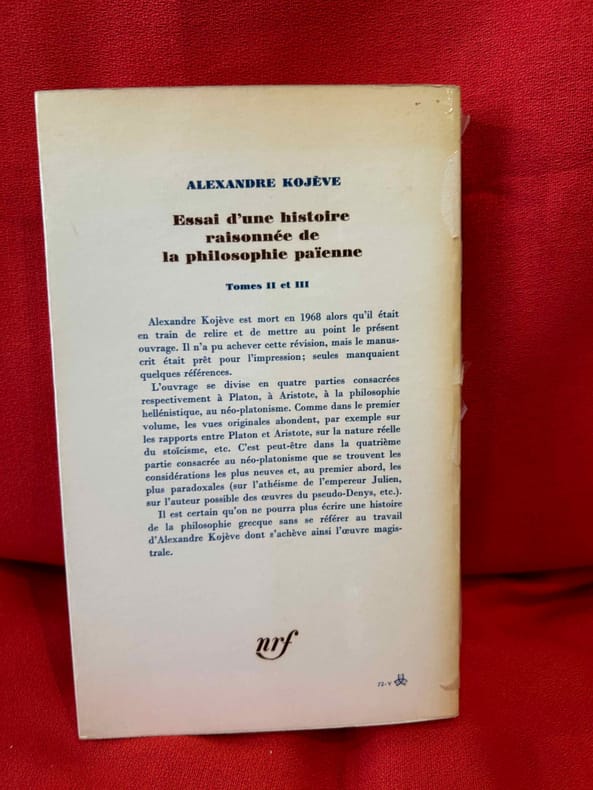 ALEXANDRE KOJÈVE
Essai d'une histoire
raisonnée de
la philosophie païenne
Tomes II et III
Alexandre Kojève est mort en 1968 alors qu'il était
en train de relire et de mettre au point le présent
ouvrage. Il n'a pu achever cette révision, mais le manus-
crit était prêt pour l'impression; seules manquaient
quelques références.
L'ouvrage se divise en quatre parties consacrées
respectivement à Platon, à Aristote, à la philosophie
hellénistique, au néo-platonisme. Comme dans le premier
volume, les vues originales abondent, par exemple sur
les rapports entre Platon et Aristote, sur la nature réelle
du stoïcisme, etc. C'est peut-être dans la quatrième
partie consacrée au néo-platonisme que se trouvent les
considérations les plus neuves et, au premier abord, les
plus paradoxales (sur l'athéisme de l'empereur Julien,
sur l'auteur possible des œuvres du pseudo-Denys, etc.).
Il est certain qu'on ne pourra plus écrire une histoire
de la philosophie grecque sans se référer au travail
d'Alexandre Kojève dont s'achève ainsi l'œuvre magis-
trale.
nrf
72-V